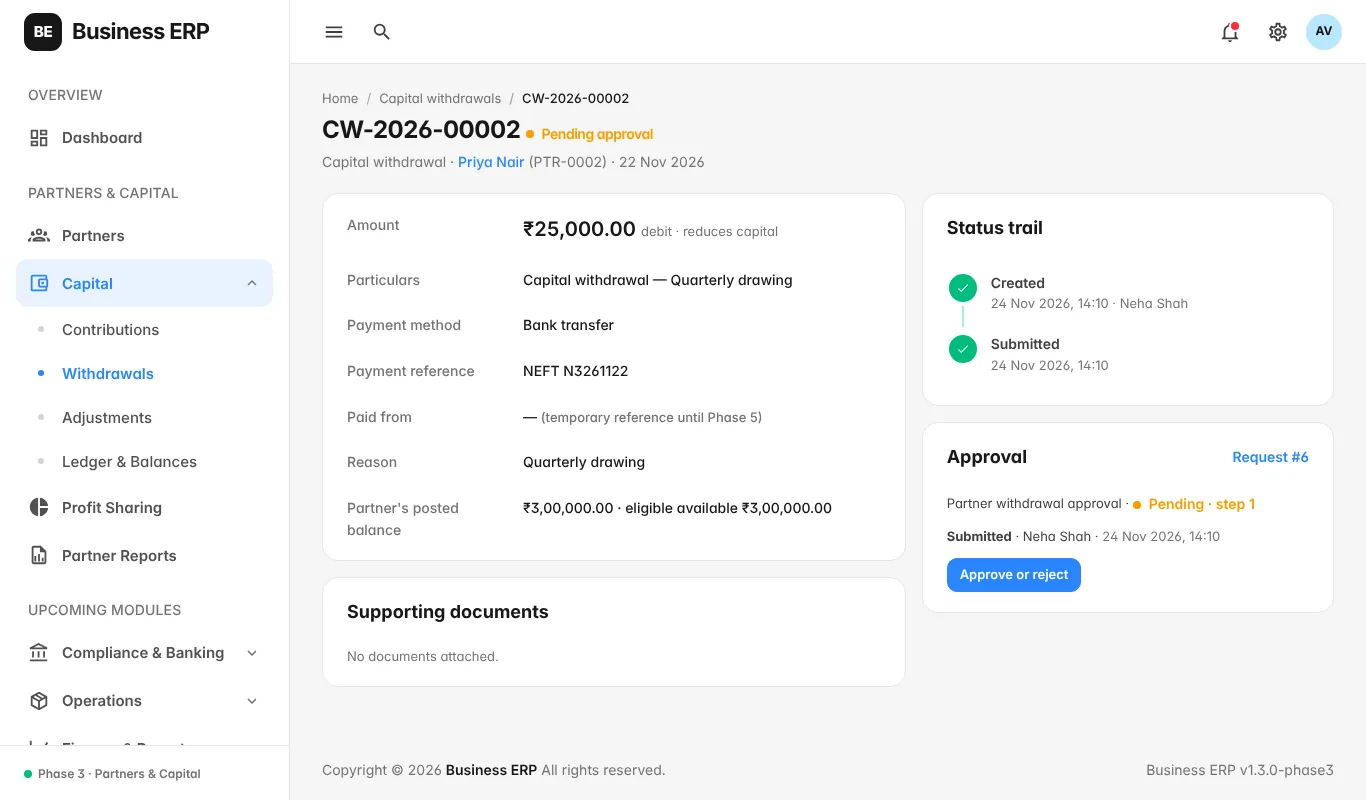 BE Business ERP
OVERVIEW
Dashboard
PARTNERS & CAPITAL
Partners
Capital
Contributions
Withdrawals
Adjustments
Ledger & Balances
Profit Sharing
Partner Reports
UPCOMING MODULES
Compliance & Banking
Operations
Phase 3 · Partners & Capital
AV
Home / Capital withdrawals / CW-2026-00002
CW-2026-00002 Pending approval
Capital withdrawal · Priya Nair (PTR-0002) · 22 Nov 2026
Amount ₹25,000.00 debit · reduces capital
Particulars Capital withdrawal — Quarterly drawing
Payment method Bank transfer
Payment reference NEFT N3261122
Paid from — (temporary reference until Phase 5)
Reason Quarterly drawing
Partner's posted balance ₹3,00,000.00 · eligible available ₹3,00,000.00
Supporting documents
No documents attached.
Status trail
Created
24 Nov 2026, 14:10 · Neha Shah
Submitted
24 Nov 2026, 14:10
Approval Request #6
Partner withdrawal approval · Pending · step 1
Submitted · Neha Shah · 24 Nov 2026, 14:10
Approve or reject
Copyright © 2026 Business ERP All rights reserved.
Business ERP v1.3.0-phase3